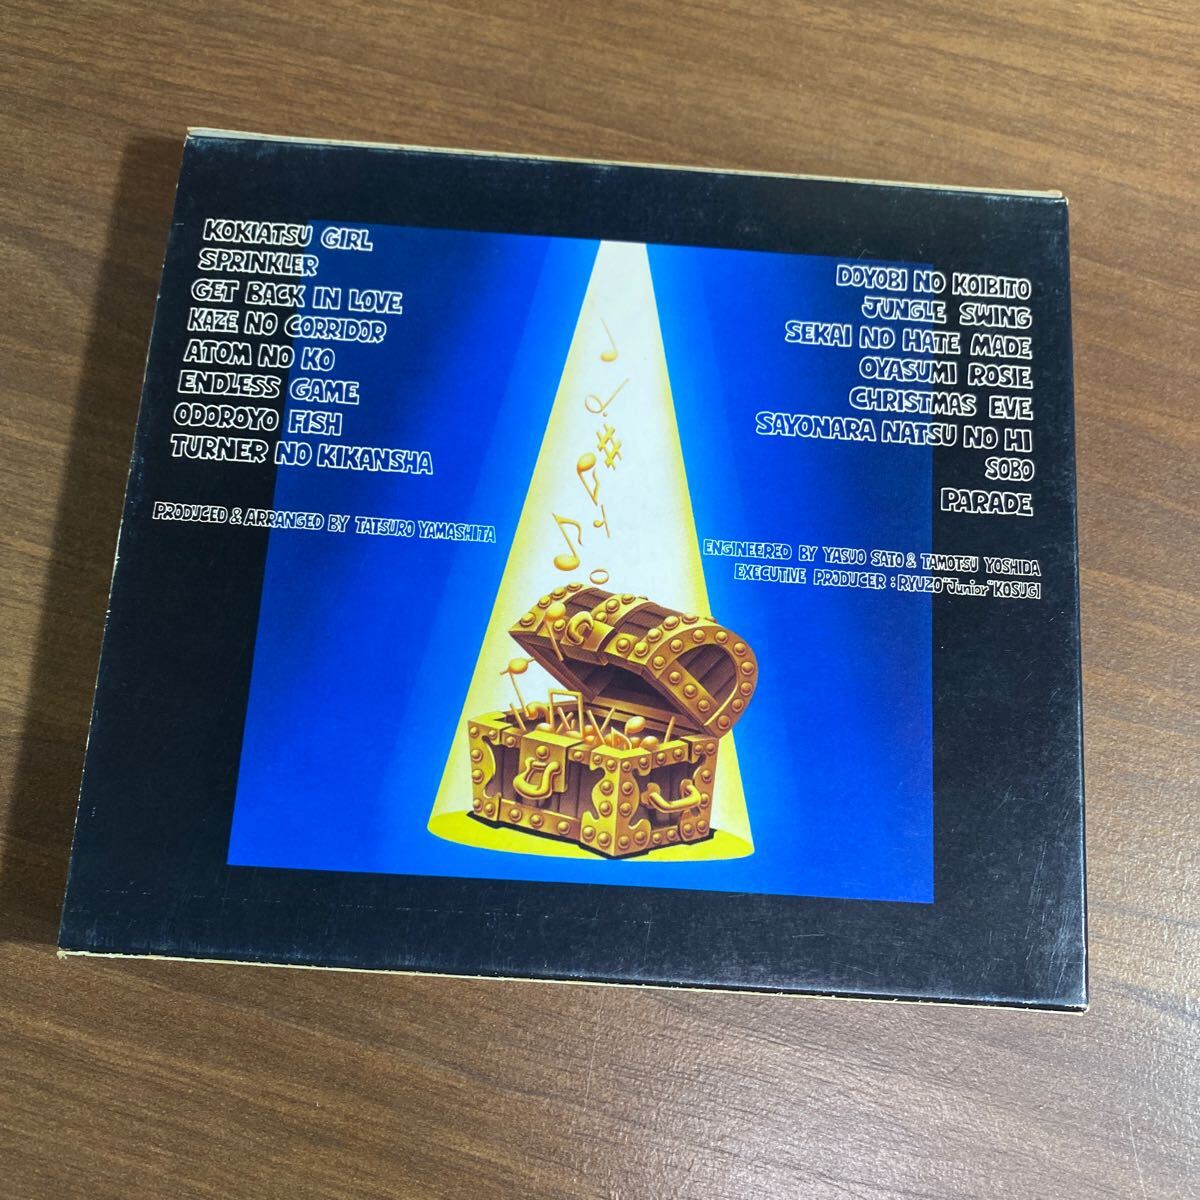 KOKIATSU GIRL
SPRINKLER
GET BACK IN LOVE
KAZE NO CORRIDOR
ATOM NO KO
ENDLESS GAME
ODOROYO FISH
TURNER NO KIKANSHA
PRODUCED & ARRANGED BY TATSURO YAMASHITA
DOYOBI NO KOIBITO
JUNGLE SWING
SEKAI NO HATE MADE
OYASUMI ROSIE
CHRISTMAS EVE
SAYONARA NATSU NO HI
SOBO
PARADE
ENGINEERED BY YASUO SATO & TAMOTSU YOSHIDA
EXECUTIVE PRODUCER : RYUZO "Junior" KOSUGI